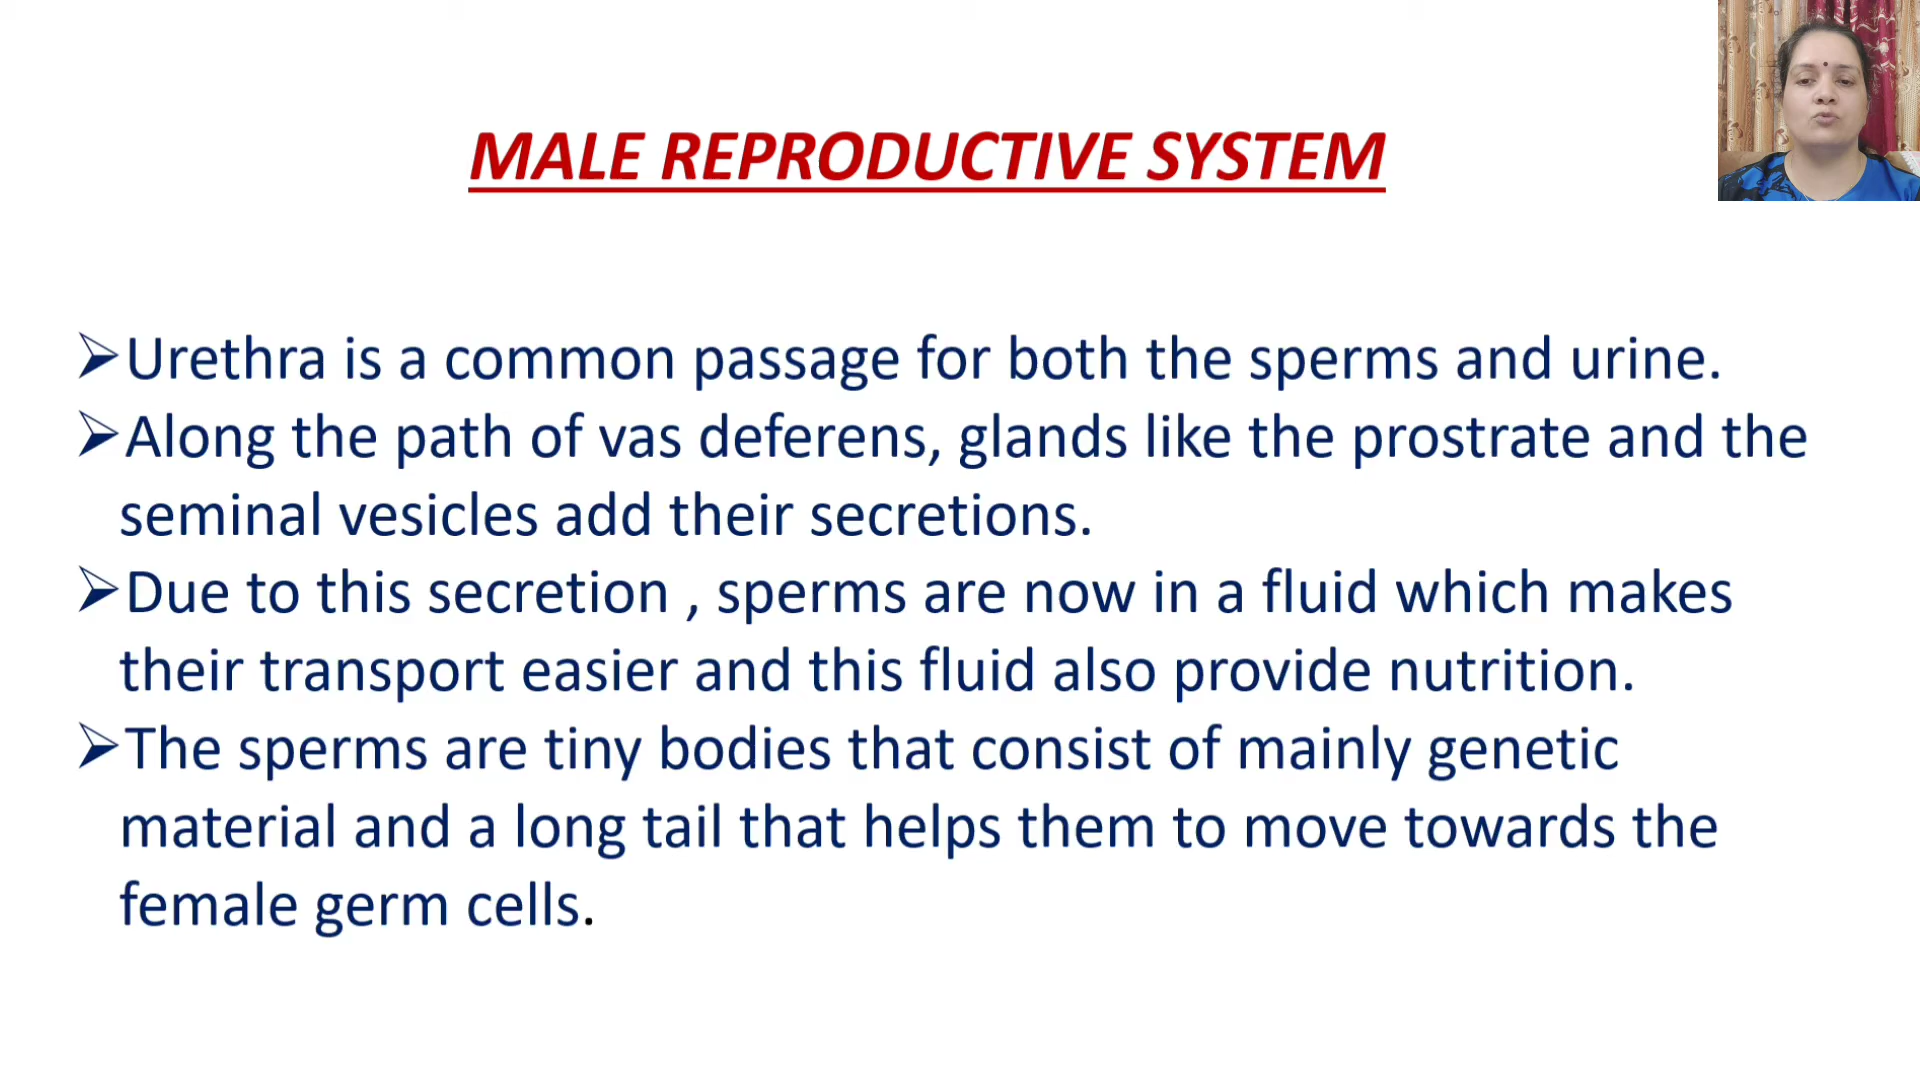 MALE REPRODUCTIVE SYSTEM
➢Urethra is a common passage for both the sperms and urine.
➢Along the path of vas deferens, glands like the prostrate and the
seminal vesicles add their secretions.
➢Due to this secretion , sperms are now in a fluid which makes
their transport easier and this fluid also provide nutrition.
➢The sperms are tiny bodies that consist of mainly genetic
material and a long tail that helps them to move towards the
female germ cells.